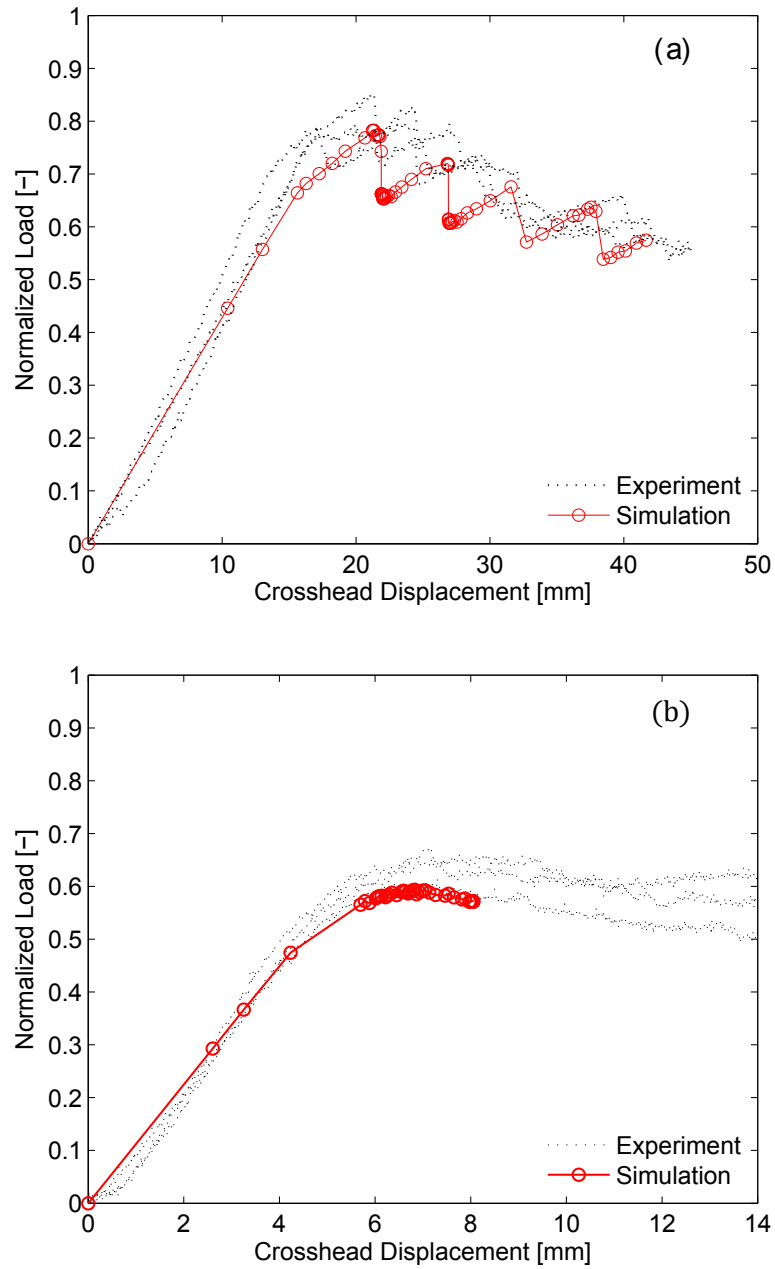 1
(a)
0.9
0.8
0.7
0.6
0.5
0.4
0.3
0.2
0.1
0
Normalized Load [−]
Experiment
Simulation
0 10 20 30 40 50
Crosshead Displacement [mm]
1
(b)
0.9
0.8
0.7
0.6
0.5
0.4
0.3
0.2
0.1
0
Normalized Load [−]
Experiment
Simulation
0 2 4 6 8 10 12 14
Crosshead Displacement [mm]